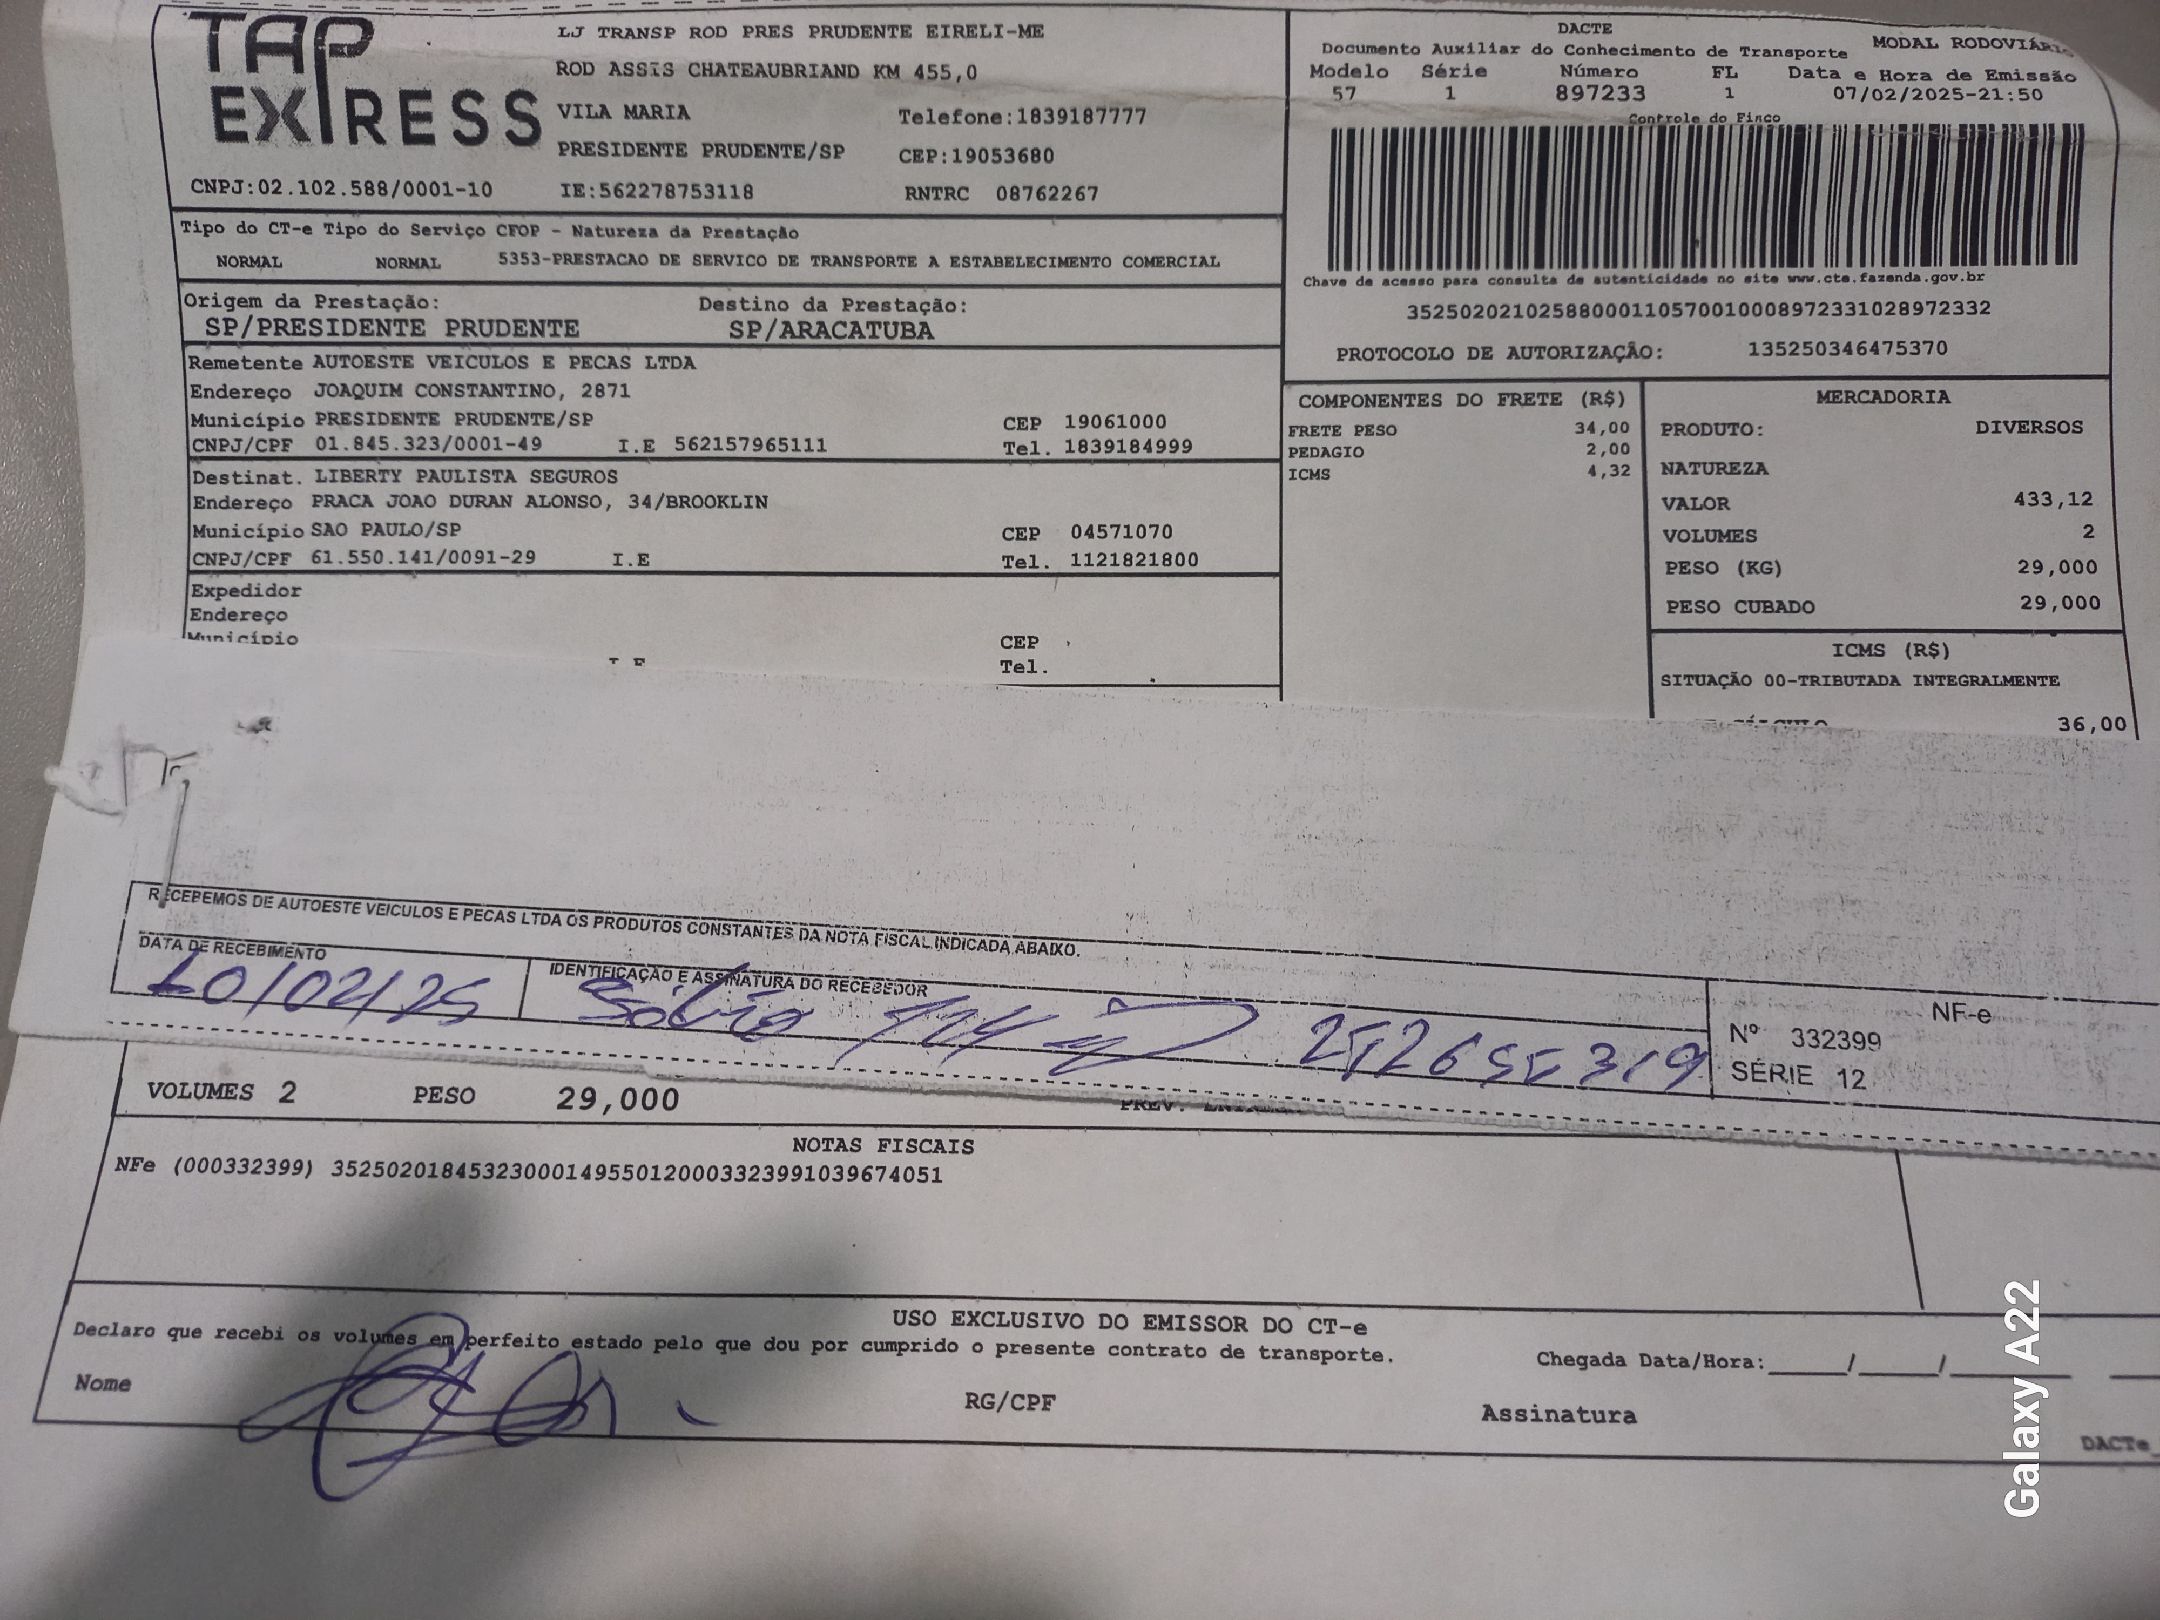 TAP EXPRESS
LJ TRANSP ROD PRES PRUDENTE EIRELI-ME
ROD ASSIS CHATEAUBRIAND KM 455,0
VILA MARIA Telefone:1839187777
PRESIDENTE PRUDENTE/SP CEP:19053680
CNPJ:02.102.588/0001-10 IE:562278753118 RNTRC 08762267
DACTE
Documento Auxiliar do Conhecimento de Transporte MODAL RODOVIÁRIO
Modelo Série Número FL Data e Hora de Emissão
57 1 897233 1 07/02/2025-21:50
Controle do Fisco
Chave de acesso para consulta de autenticidade no site www.cte.fazenda.gov.br
35250202102588000110570010008972331028972332
PROTOCOLO DE AUTORIZAÇÃO: 135250346475370
Tipo do CT-e Tipo do Serviço CFOP - Natureza da Prestação
NORMAL NORMAL 5353-PRESTACAO DE SERVICO DE TRANSPORTE A ESTABELECIMENTO COMERCIAL
Origem da Prestação: Destino da Prestação:
SP/PRESIDENTE PRUDENTE SP/ARACATUBA
Remetente AUTOESTE VEICULOS E PECAS LTDA
Endereço JOAQUIM CONSTANTINO, 2871
Município PRESIDENTE PRUDENTE/SP CEP 19061000
CNPJ/CPF 01.845.323/0001-49 I.E 562157965111 Tel. 1839184999
Destinat. LIBERTY PAULISTA SEGUROS
Endereço PRACA JOAO DURAN ALONSO, 34/BROOKLIN
Município SAO PAULO/SP CEP 04571070
CNPJ/CPF 61.550.141/0091-29 I.E Tel. 1121821800
Expedidor
Endereço
Município CEP
Tel.
COMPONENTES DO FRETE (R$)
FRETE PESO 34,00
PEDAGIO 2,00
ICMS 4,32
MERCADORIA
PRODUTO: DIVERSOS
NATUREZA
VALOR 433,12
VOLUMES 2
PESO (KG) 29,000
PESO CUBADO 29,000
ICMS (R$)
SITUAÇÃO 00-TRIBUTADA INTEGRALMENTE
36,00
RECEBEMOS DE AUTOESTE VEICULOS E PECAS LTDA OS PRODUTOS CONSTANTES DA NOTA FISCAL INDICADA ABAIXO.
DATA DE RECEBIMENTO IDENTIFICAÇÃO E ASSINATURA DO RECEBEDOR
10/02/25
NF-e
Nº 332399
SÉRIE 12
VOLUMES 2 PESO 29,000
NOTAS FISCAIS
NFe (000332399) 35250201845323000149550120003323991039674051
USO EXCLUSIVO DO EMISSOR DO CT-e
Declaro que recebi os volumes em perfeito estado pelo que dou por cumprido o presente contrato de transporte.
Chegada Data/Hora:____/____/____
Nome RG/CPF Assinatura
DACTe
Galaxy A22